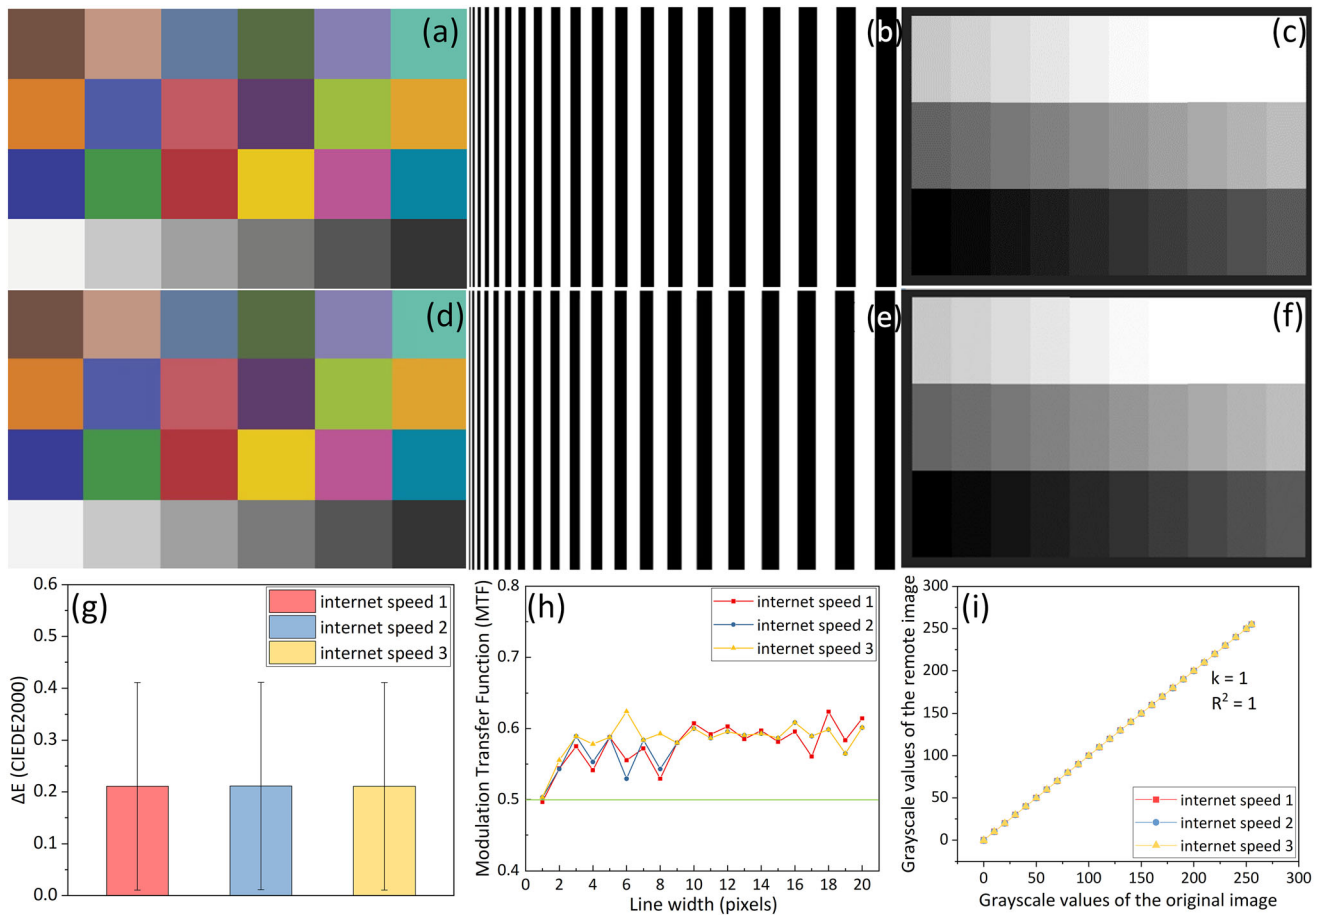 (a)
(b)
(c)
(d)
(e)
(f)
(g)
0.6
0.5
0.4
0.3
0.2
0.1
0.0
ΔE (CIEDE2000)
internet speed 1
internet speed 2
internet speed 3
(h)
0.8
0.7
0.6
0.5
0.4
Modulation Transfer Function (MTF)
internet speed 1
internet speed 2
internet speed 3
0 2 4 6 8 10 12 14 16 18 20
Line width (pixels)
(i)
300
250
200
150
100
50
0
Grayscale values of the remote image
k = 1
R² = 1
internet speed 1
internet speed 2
internet speed 3
0 50 100 150 200 250 300
Grayscale values of the original image